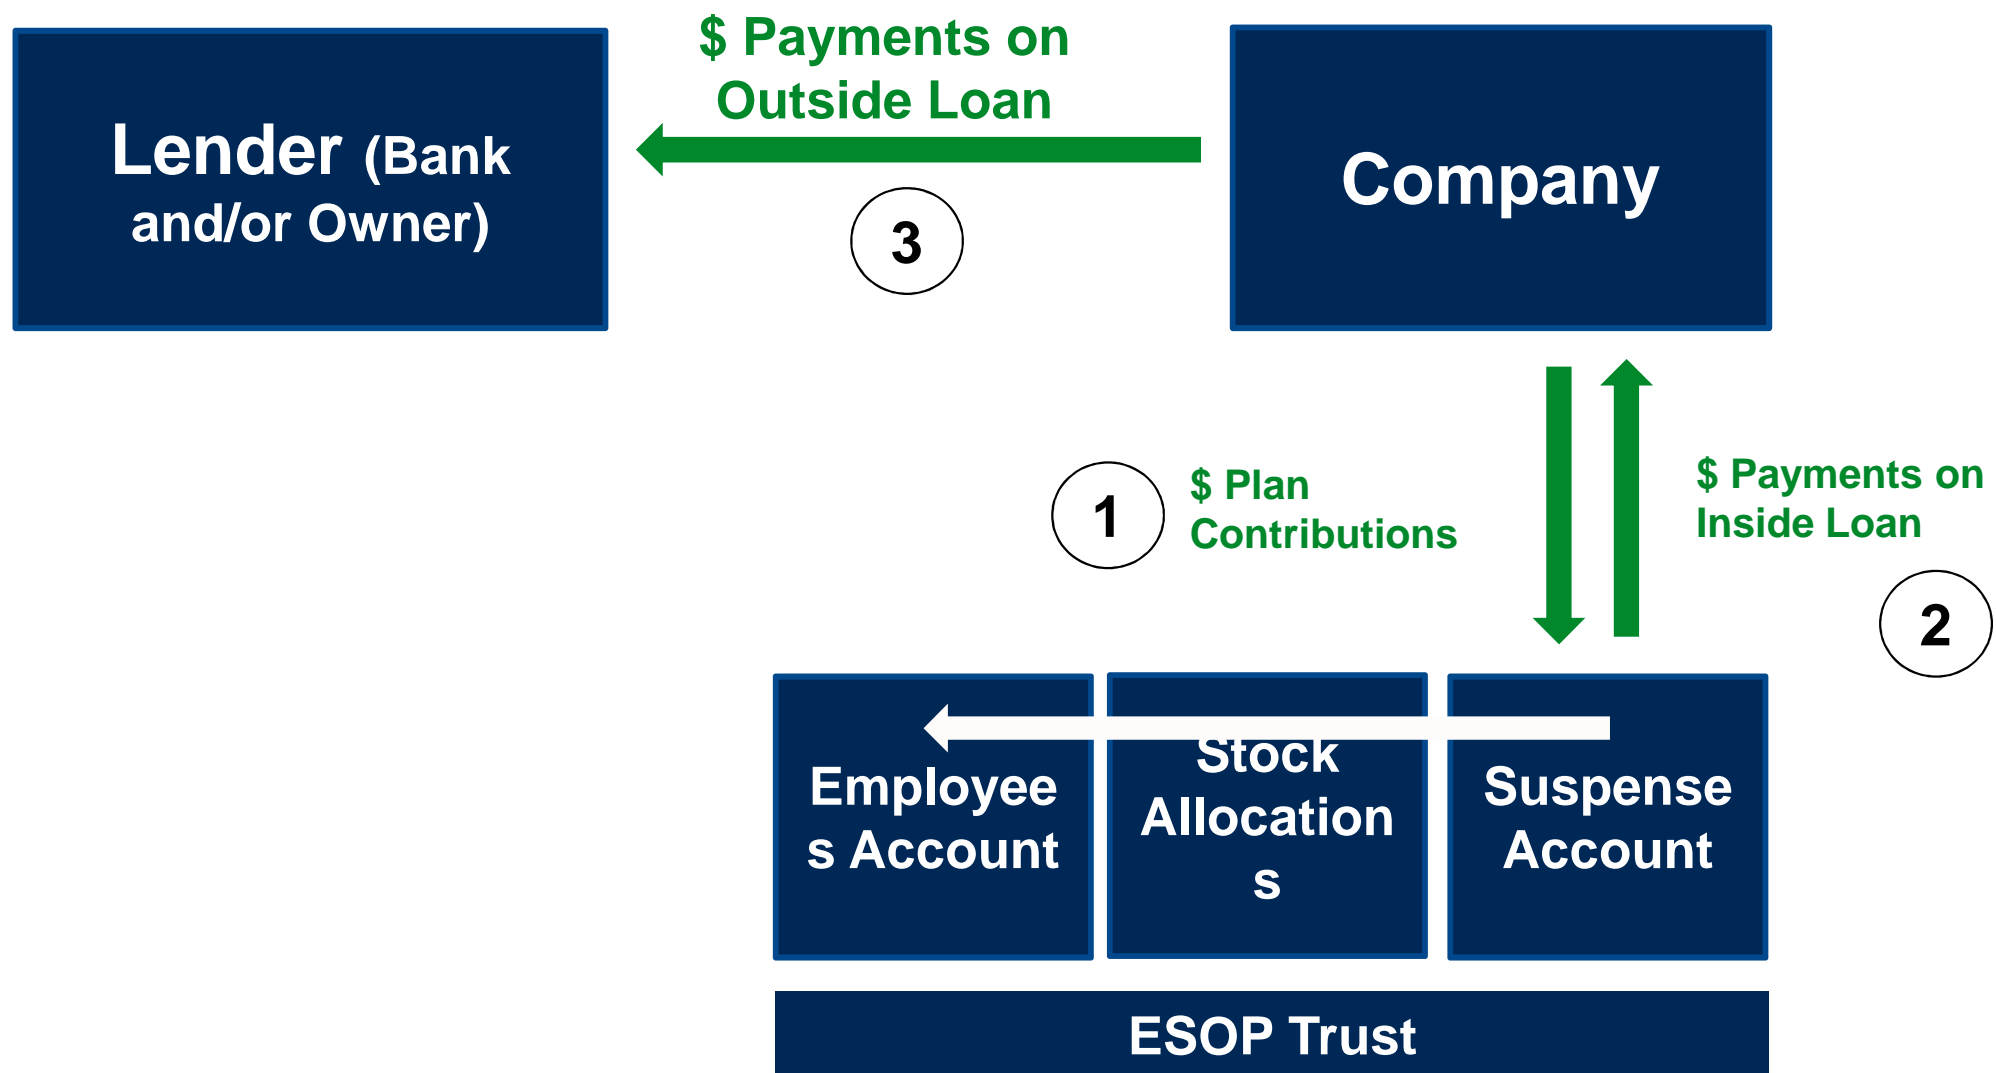 $ Payments on
Outside Loan
Lender (Bank
and/or Owner)
Company
3
1
$ Plan
Contributions
$ Payments on
Inside Loan
2
Employee
s Account
Stock
Allocation
s
Suspense
Account
ESOP Trust